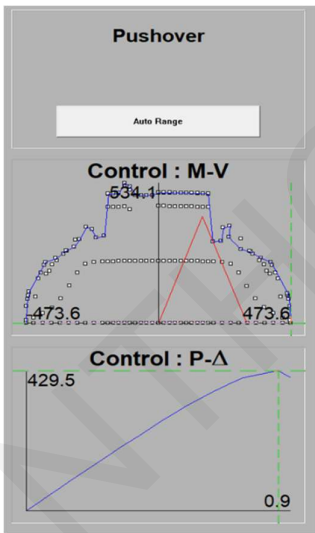 Pushover
Auto Range
Control : M-V
534.1
473.6
473.6
Control : P-Δ
429.5
0.9